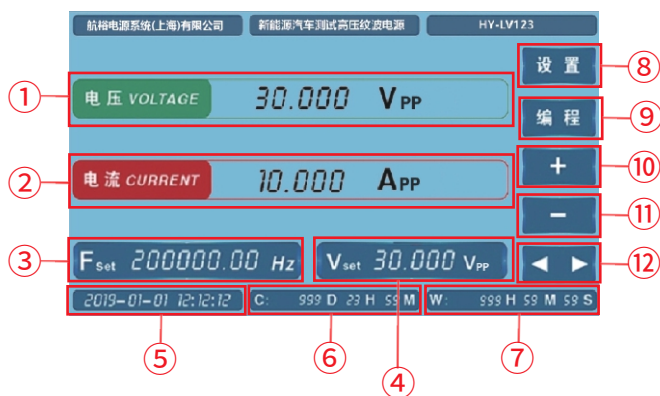 航裕电源系统(上海)有限公司 新能源汽车测试高压纹波电源 HY-LV123
设置 ⑧
① 电压 VOLTAGE 30.000 VPP
编程 ⑨
② 电流 CURRENT 10.000 APP
+ ⑩
− ⑪
③ FSet 200000.00 Hz Vset 30.000 VPP ◀ ▶ ⑫
2019-01-01 12:12:12 C: 999 D 23 H 59 M W: 999 H 59 M 59 S
⑤ ⑥ ④ ⑦